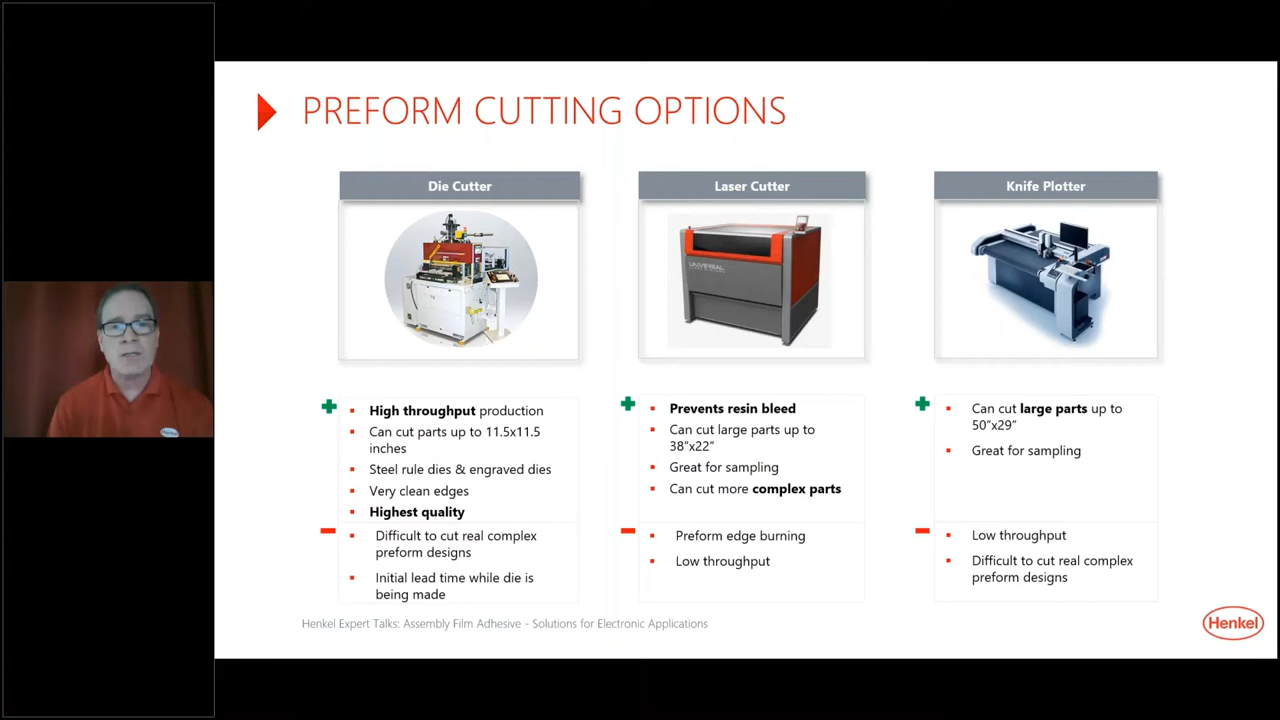 PREFORM CUTTING OPTIONS
Die Cutter
High throughput production
Can cut parts up to 11.5x11.5
inches
Steel rule dies & engraved dies
Very clean edges
Highest quality
Difficult to cut real complex
preform designs
Initial lead time while die is
being made
Laser Cutter
UNIVERSAL
Prevents resin bleed
Can cut large parts up to
38”x22”
Great for sampling
Can cut more complex parts
Preform edge burning
Low throughput
Knife Plotter
Can cut large parts up to
50”x29”
Great for sampling
Low throughput
Difficult to cut real complex
preform designs
Henkel Expert Talks: Assembly Film Adhesive - Solutions for Electronic Applications
Henkel